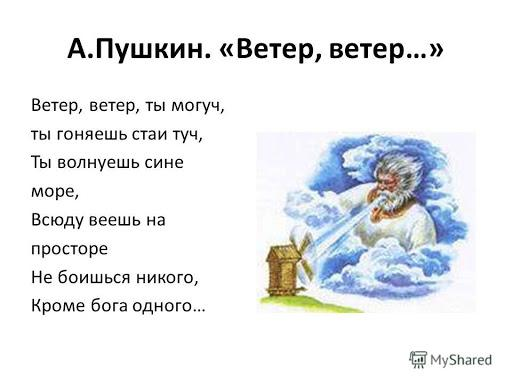 А.Пушкин. «Ветер, ветер…»
Ветер, ветер, ты могуч,
ты гоняешь стаи туч,
Ты волнуешь сине
море,
Всюду веешь на
просторе
Не боишься никого,
Кроме бога одного…
MyShared